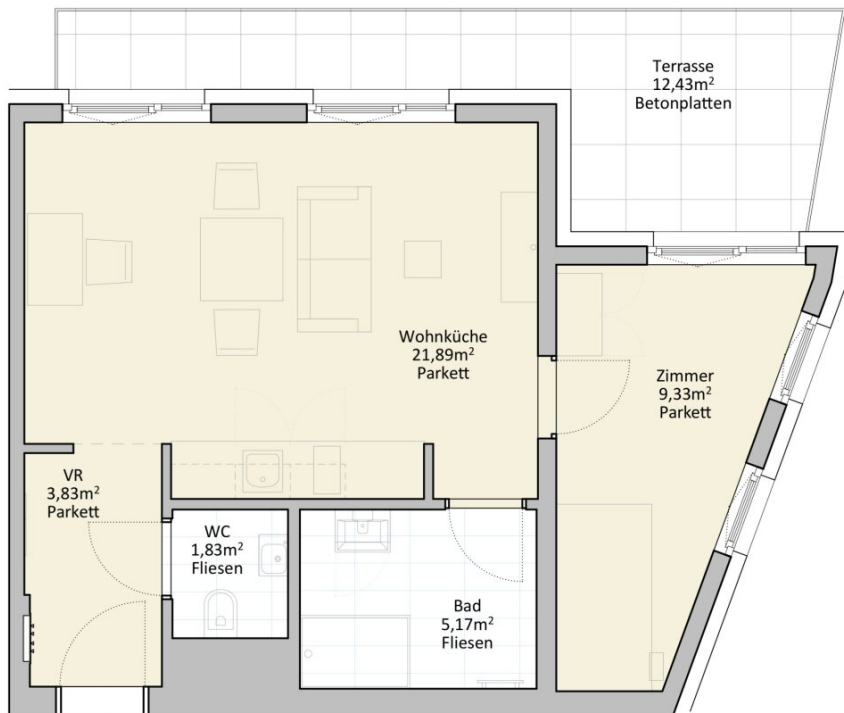 Terrasse
12,43m²
Betonplatten
Wohnküche
21,89m²
Parkett
Zimmer
9,33m²
Parkett
VR
3,83m²
Parkett
WC
1,83m²
Fliesen
Bad
5,17m²
Fliesen